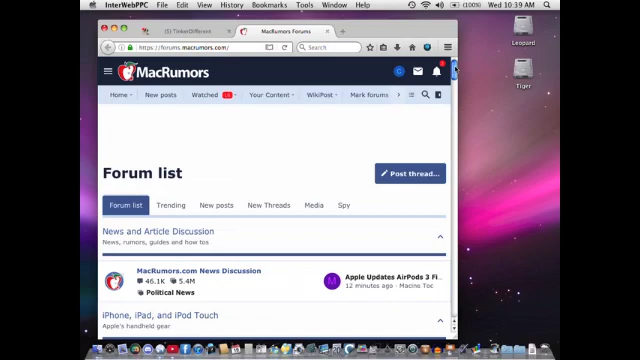 InterWebPPC File Edit View History Bookmarks Tools Window Help (100%) Wed 10:39 AM
(5) TinkerDifferent
MacRumors Forums
https://forums.macrumors.com/
Search
MacRumors
C
Home New posts Watched Your Content WikiPost Mark forums
Forum list
Post thread...
Forum list Trending New posts New Threads Media Spy
News and Article Discussion
News, rumors, guides and how tos
MacRumors.com News Discussion
46.1K 5.4M
Political News
M
Apple Updates AirPods 3 Fi...
12 minutes ago · Macino Toc
iPhone, iPad, and iPod Touch
Apple's handheld gear
Leopard
Tiger